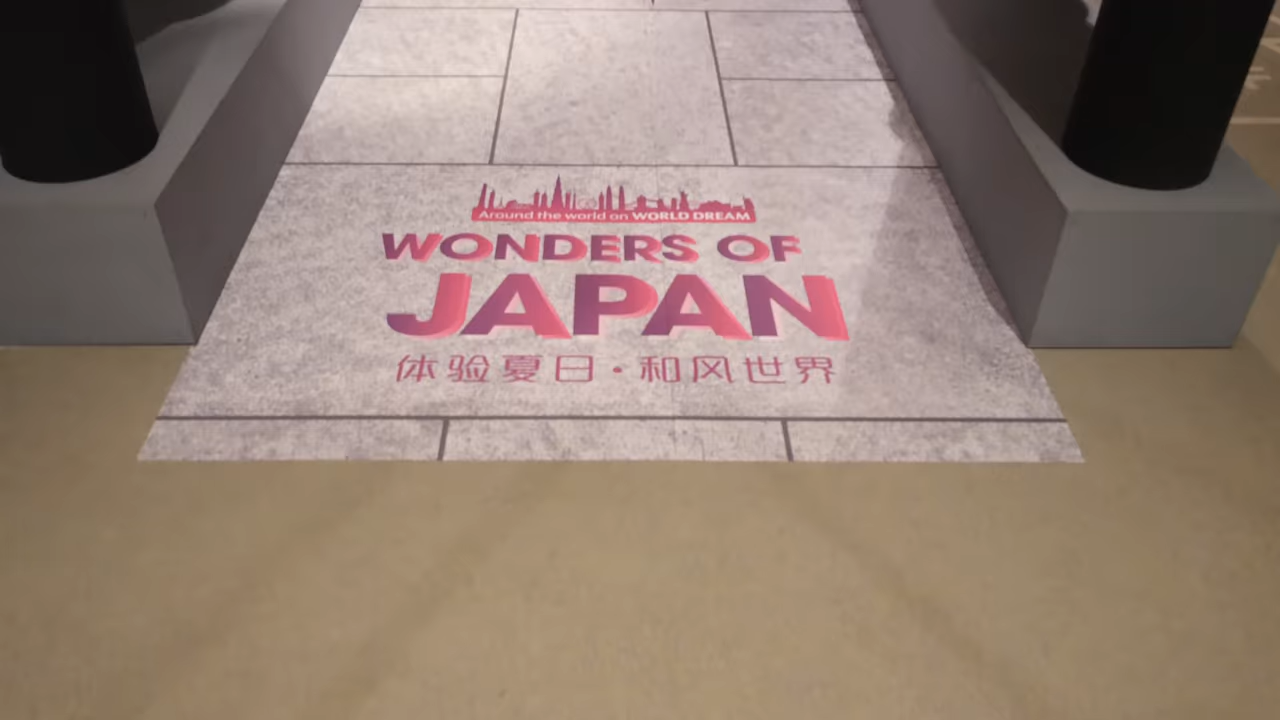 Around the world on WORLD DREAM
WONDERS OF
JAPAN
体验夏日·和风世界